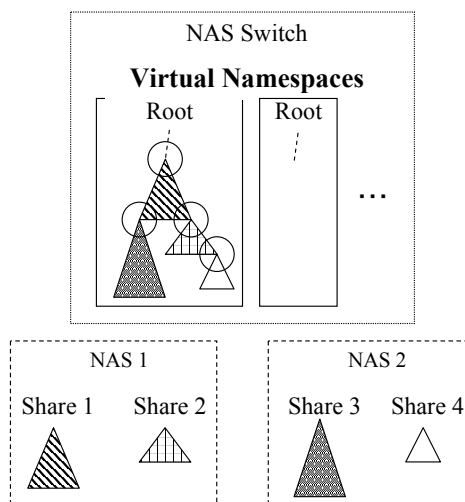 NAS Switch
Virtual Namespaces
Root Root
...
NAS 1 NAS 2
Share 1 Share 2 Share 3 Share 4